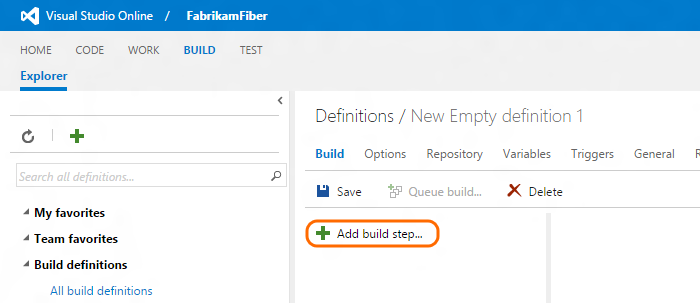 Visual Studio Online / FabrikamFiber
HOME CODE WORK BUILD TEST
Explorer
Search all definitions...
My favorites
Team favorites
Build definitions
All build definitions
Definitions / New Empty definition 1
Build Options Repository Variables Triggers General
Save Queue build... Delete
Add build step...